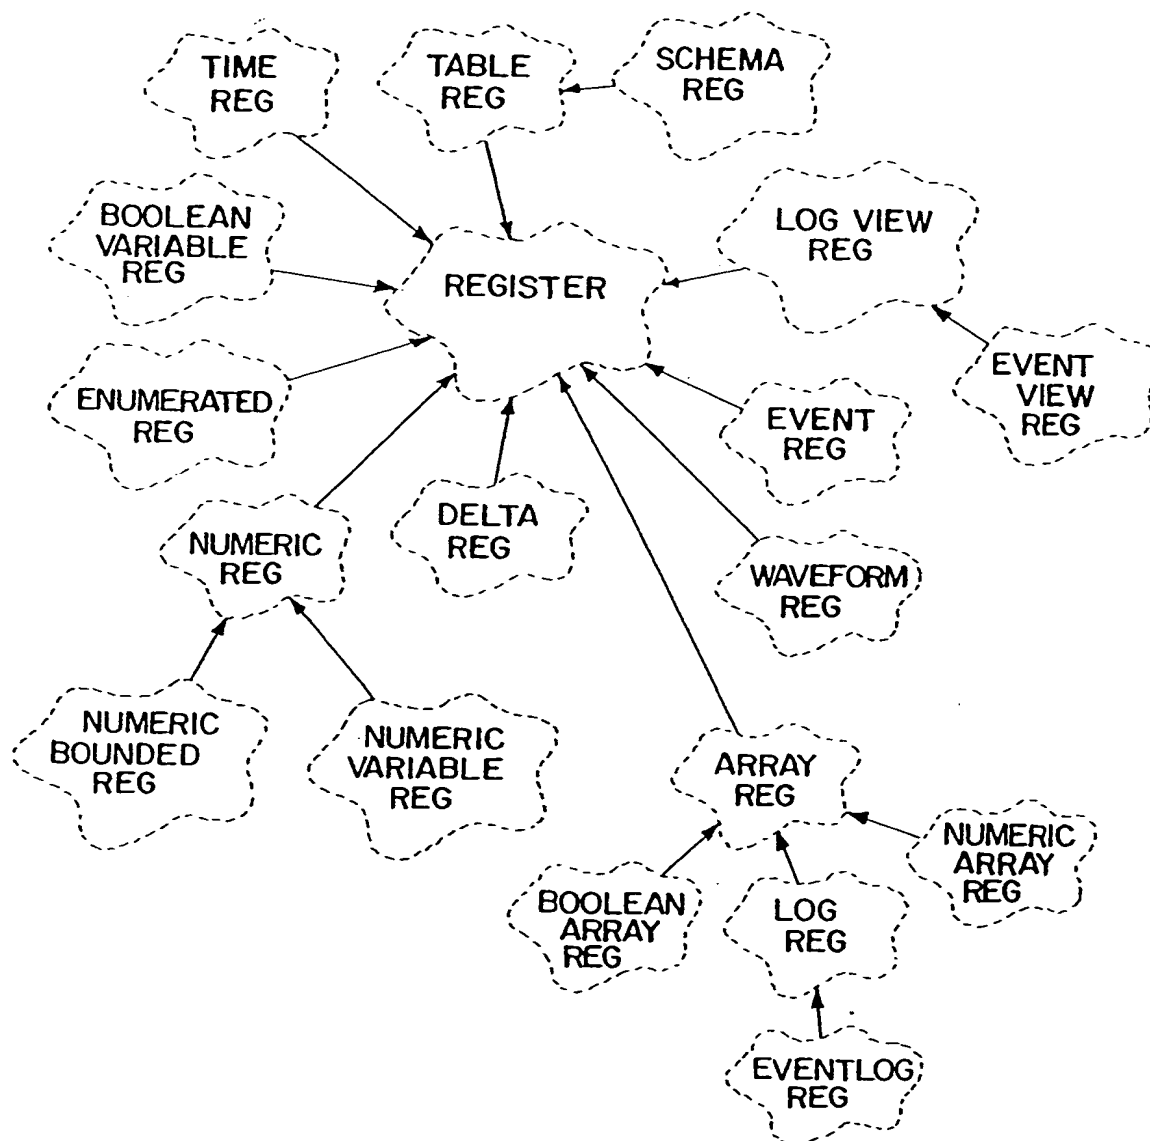 TIME
REG
TABLE
REG
SCHEMA
REG
BOOLEAN
VARIABLE
REG
REGISTER
LOG VIEW
REG
ENUMERATED
REG
EVENT
VIEW
REG
EVENT
REG
NUMERIC
REG
DELTA
REG
WAVEFORM
REG
NUMERIC
BOUNDED
REG
NUMERIC
VARIABLE
REG
ARRAY
REG
NUMERIC
ARRAY
REG
BOOLEAN
ARRAY
REG
LOG
REG
EVENTLOG
REG